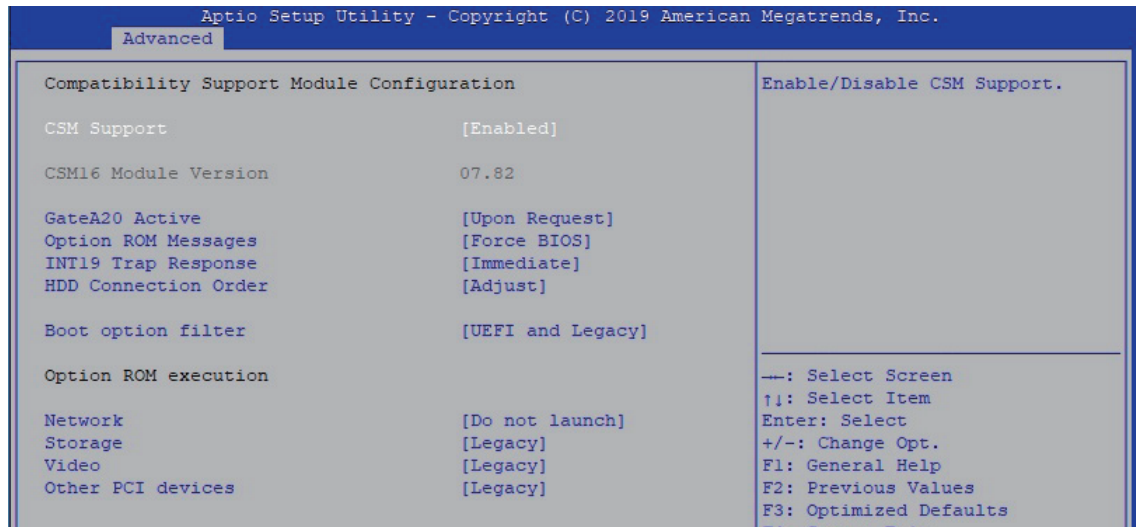 Aptio Setup Utility - Copyright (C) 2019 American Megatrends, Inc.
Advanced
Compatibility Support Module Configuration
CSM Support [Enabled]
CSM16 Module Version 07.82
GateA20 Active [Upon Request]
Option ROM Messages [Force BIOS]
INT19 Trap Response [Immediate]
HDD Connection Order [Adjust]
Boot option filter [UEFI and Legacy]
Option ROM execution
Network [Do not launch]
Storage [Legacy]
Video [Legacy]
Other PCI devices [Legacy]
Enable/Disable CSM Support.
→←: Select Screen
↑↓: Select Item
Enter: Select
+/-: Change Opt.
F1: General Help
F2: Previous Values
F3: Optimized Defaults